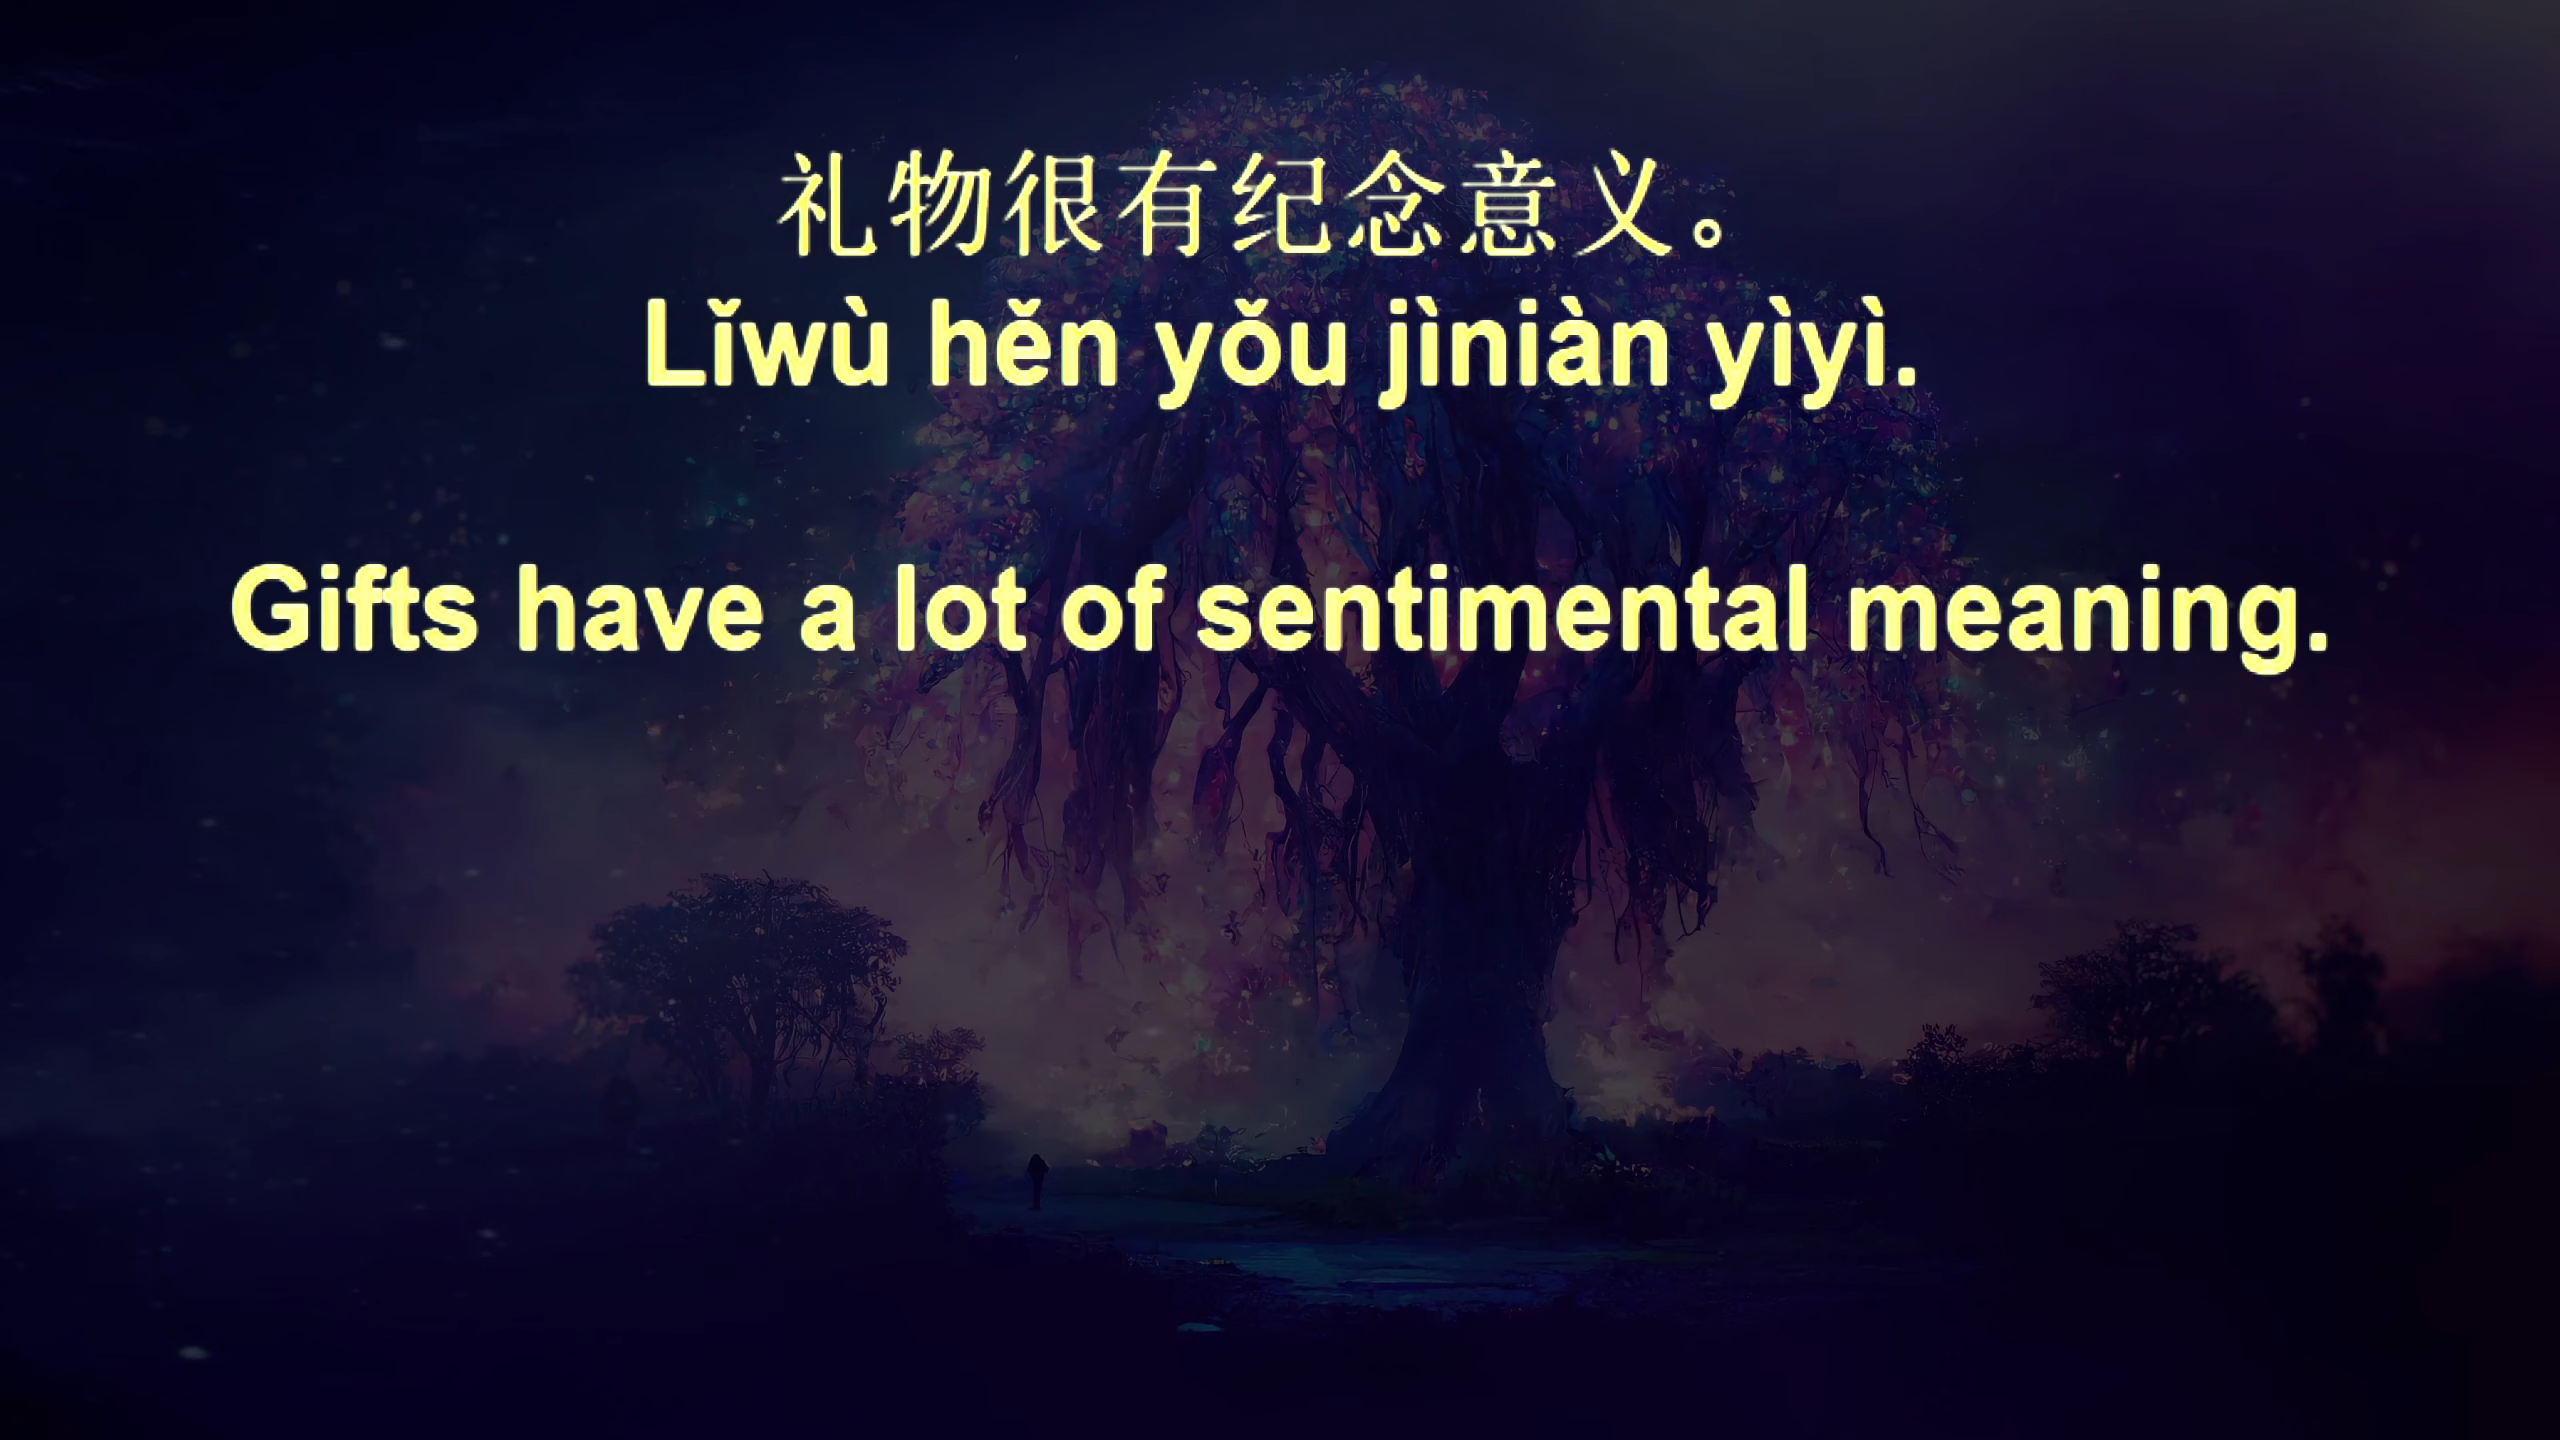 礼物很有纪念意义。
Lǐwù hěn yǒu jìniàn yìyì.
Gifts have a lot of sentimental meaning.